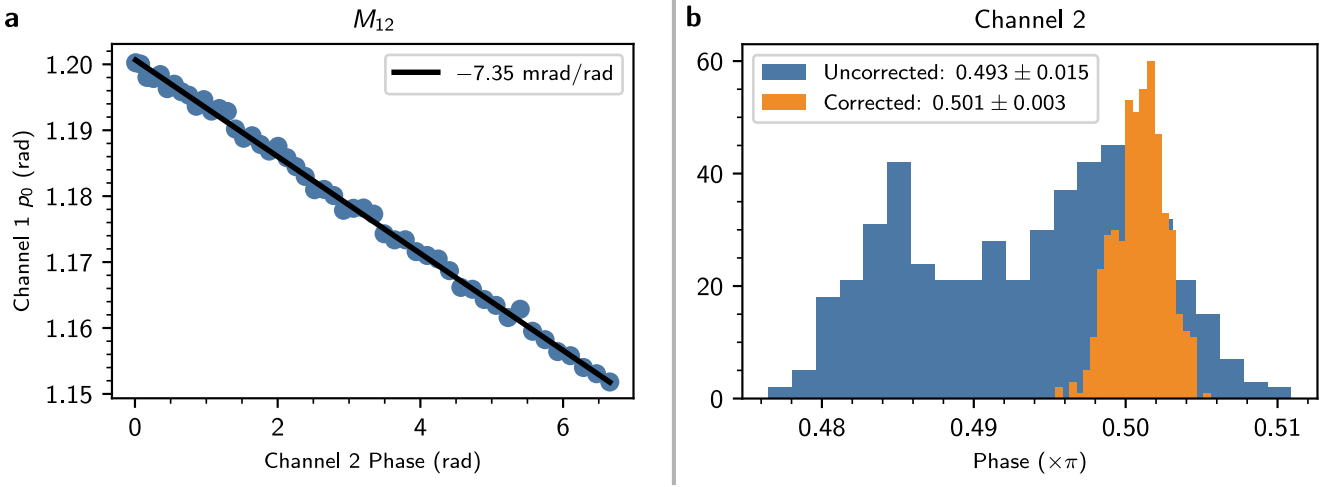 a
M₁₂
−7.35 mrad/rad
Channel 1 p₀ (rad)
1.20
1.19
1.18
1.17
1.16
1.15
0 2 4 6
Channel 2 Phase (rad)
b
Channel 2
Uncorrected: 0.493 ± 0.015
Corrected: 0.501 ± 0.003
60
40
20
0
0.48 0.49 0.50 0.51
Phase (×π)